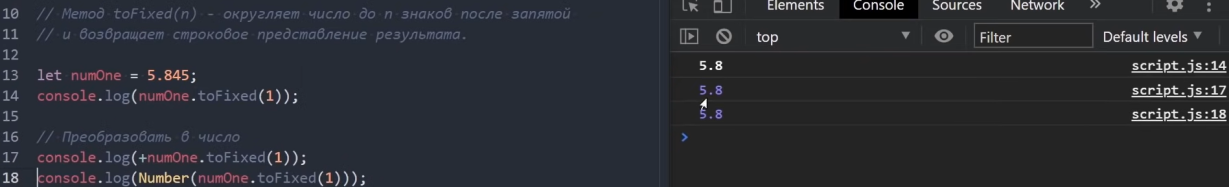 10 // Метод toFixed(n) - округляет число до n знаков после запятой
11 // и возвращает строковое представление результата.
12
13 let numOne = 5.845;
14 console.log(numOne.toFixed(1));
15
16 // Преобразовать в число
17 console.log(+numOne.toFixed(1));
18 console.log(Number(numOne.toFixed(1)));
Elements Console Sources Network »
top Filter Default levels ▼
5.8 script.js:14
5.8 script.js:17
5.8 script.js:18
>